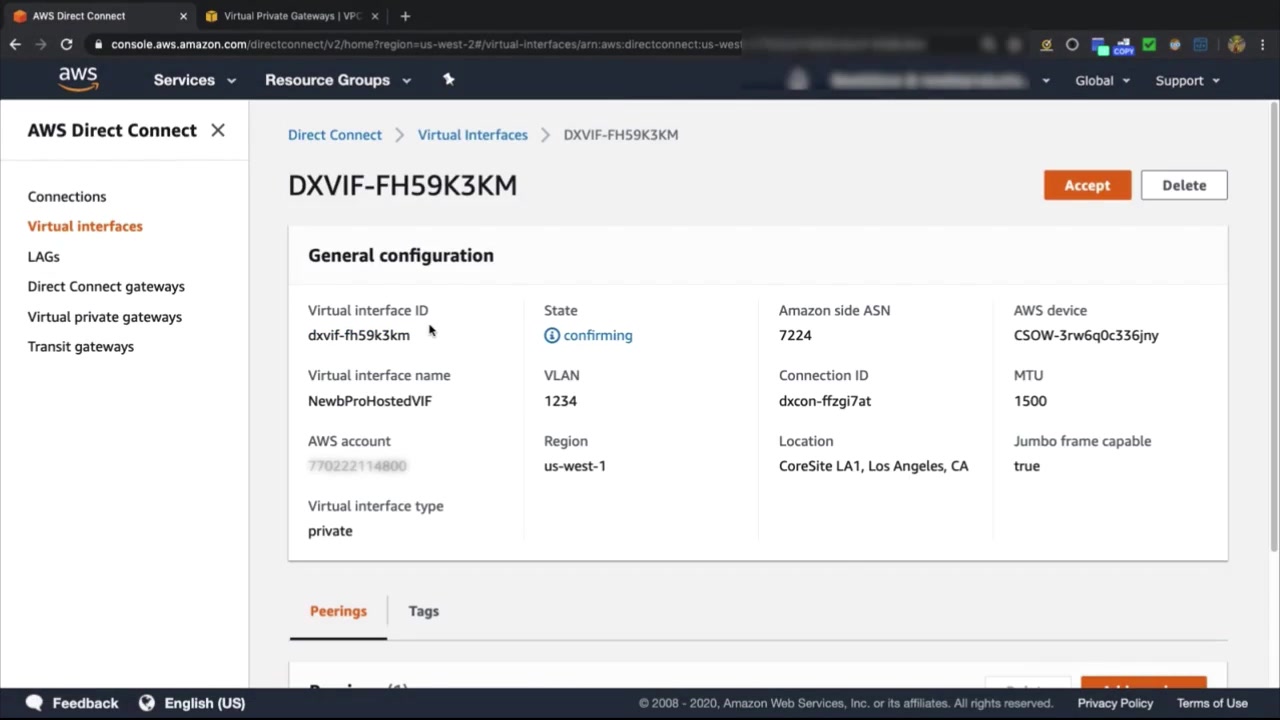 AWS Direct Connect
Virtual Private Gateways | VPC
console.aws.amazon.com/directconnect/v2/home?region=us-west-2#/virtual-interfaces/arn:aws:directconnect:us-west
COPY
aws
Services
Resource Groups
Global
Support
AWS Direct Connect
Direct Connect
Virtual Interfaces
DXVIF-FH59K3KM
DXVIF-FH59K3KM
Accept
Delete
Connections
Virtual interfaces
LAGs
Direct Connect gateways
Virtual private gateways
Transit gateways
General configuration
Virtual interface ID
State
Amazon side ASN
AWS device
dxvif-fh59k3km
confirming
7224
CSOW-3rw6q0c336jny
Virtual interface name
VLAN
Connection ID
MTU
NewbProHostedVIF
1234
dxcon-ffzgi7at
1500
AWS account
Region
Location
Jumbo frame capable
us-west-1
CoreSite LA1, Los Angeles, CA
true
Virtual interface type
private
Peerings
Tags
Feedback
English (US)
© 2008 - 2020, Amazon Web Services, Inc. or its affiliates. All rights reserved.
Privacy Policy
Terms of Use